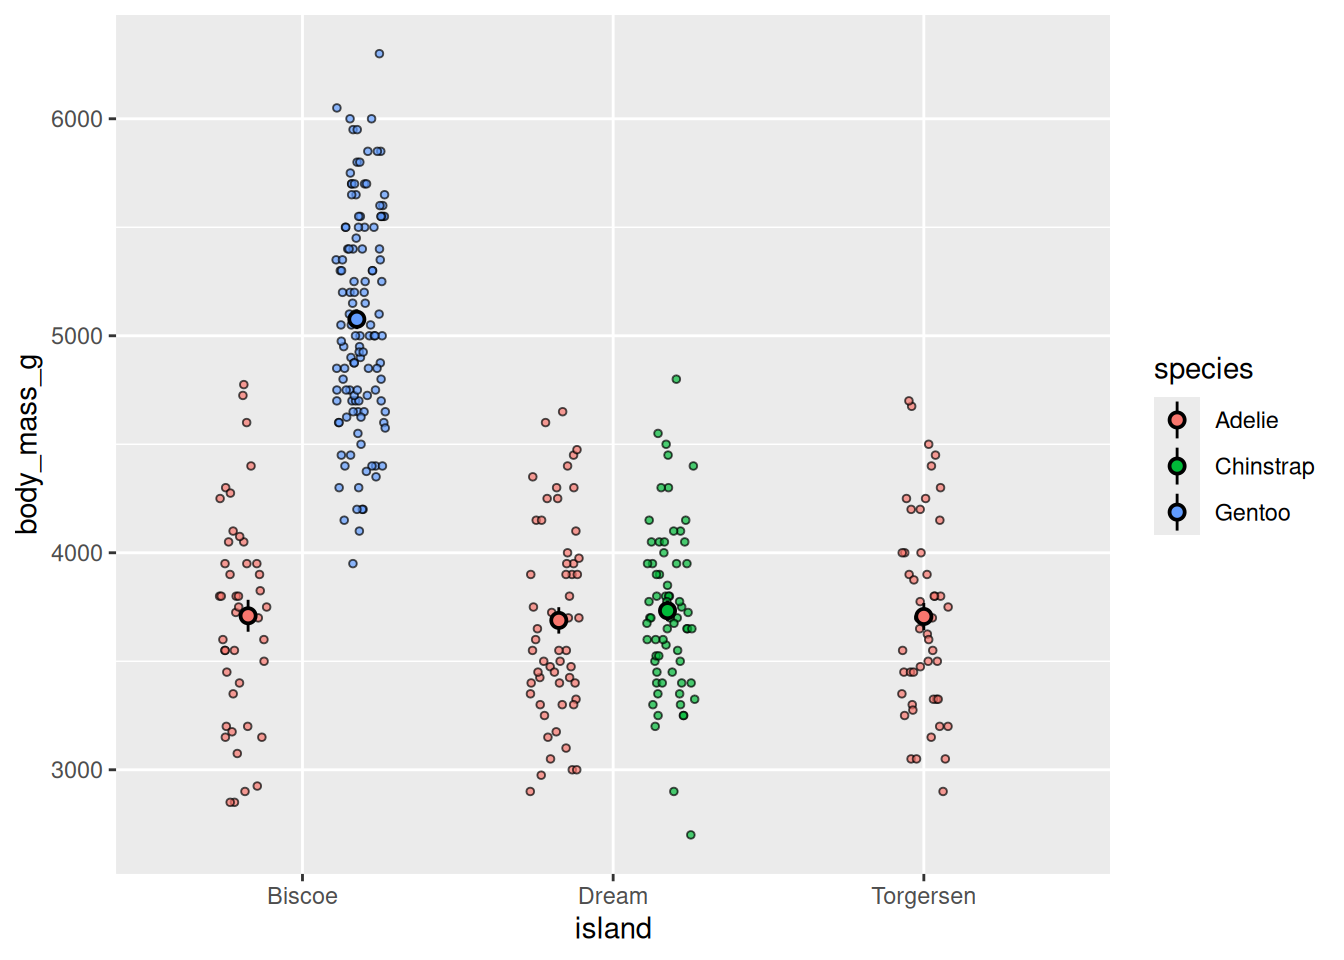 6000
5000
4000
3000
body_mass_g
Biscoe
Dream
Torgersen
island
species
Adelie
Chinstrap
Gentoo